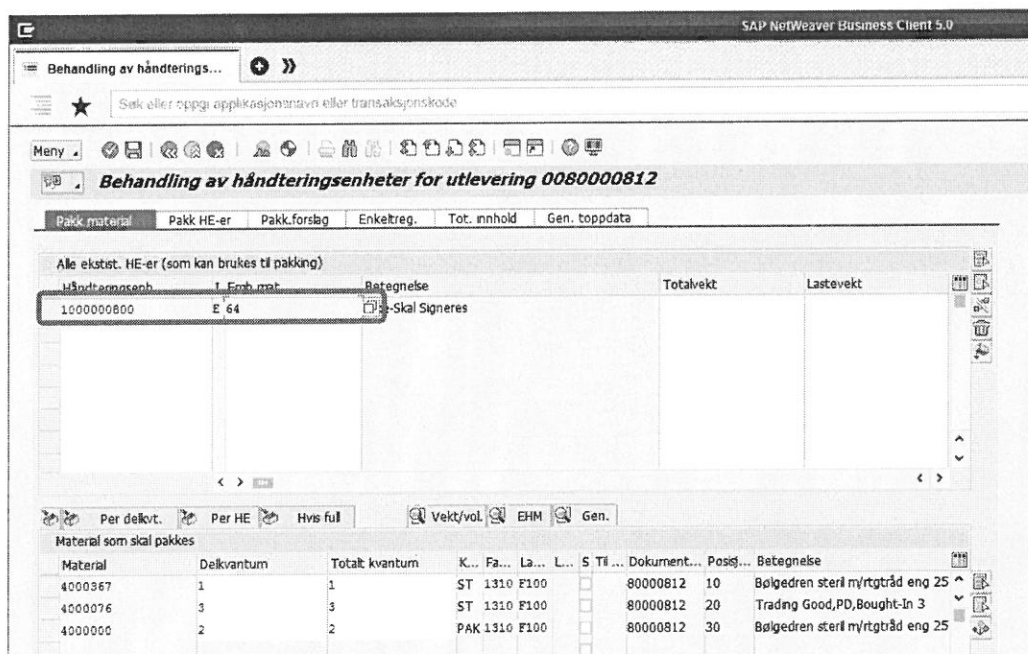 SAP NetWeaver Business Client 5.0
Behandling av håndterings...
Søk eller oppgi applikasjonsnavn eller transaksjonskode
Meny
Behandling av håndteringsenheter for utlevering 0080000812
Pakk material Pakk HE-er Pakk.forslag Enkeltreg. Tot. innhold Gen. toppdata
Alle eksist. HE-er (som kan brukes til pakking)
Håndteringsenh. I Emb.mat. Betegnelse Totalvekt Lastevekt
1000000800 E 64 -Skal Signeres
Per delkvt. Per HE Hvis full Vekt/vol. EHM Gen.
Material som skal pakkes
Material Delkvantum Totalt kvantum K... Fa... La... L... S Til ... Dokument... Posisj... Betegnelse
4000367 1 1 ST 1310 F100 80000812 10 Bølgedren steril m/rtgtråd eng 25
4000076 3 3 ST 1310 F100 80000812 20 Trading Good,PD,Bought-In 3
4000000 2 2 PAK 1310 F100 80000812 30 Bølgedren steril m/rtgtråd eng 25